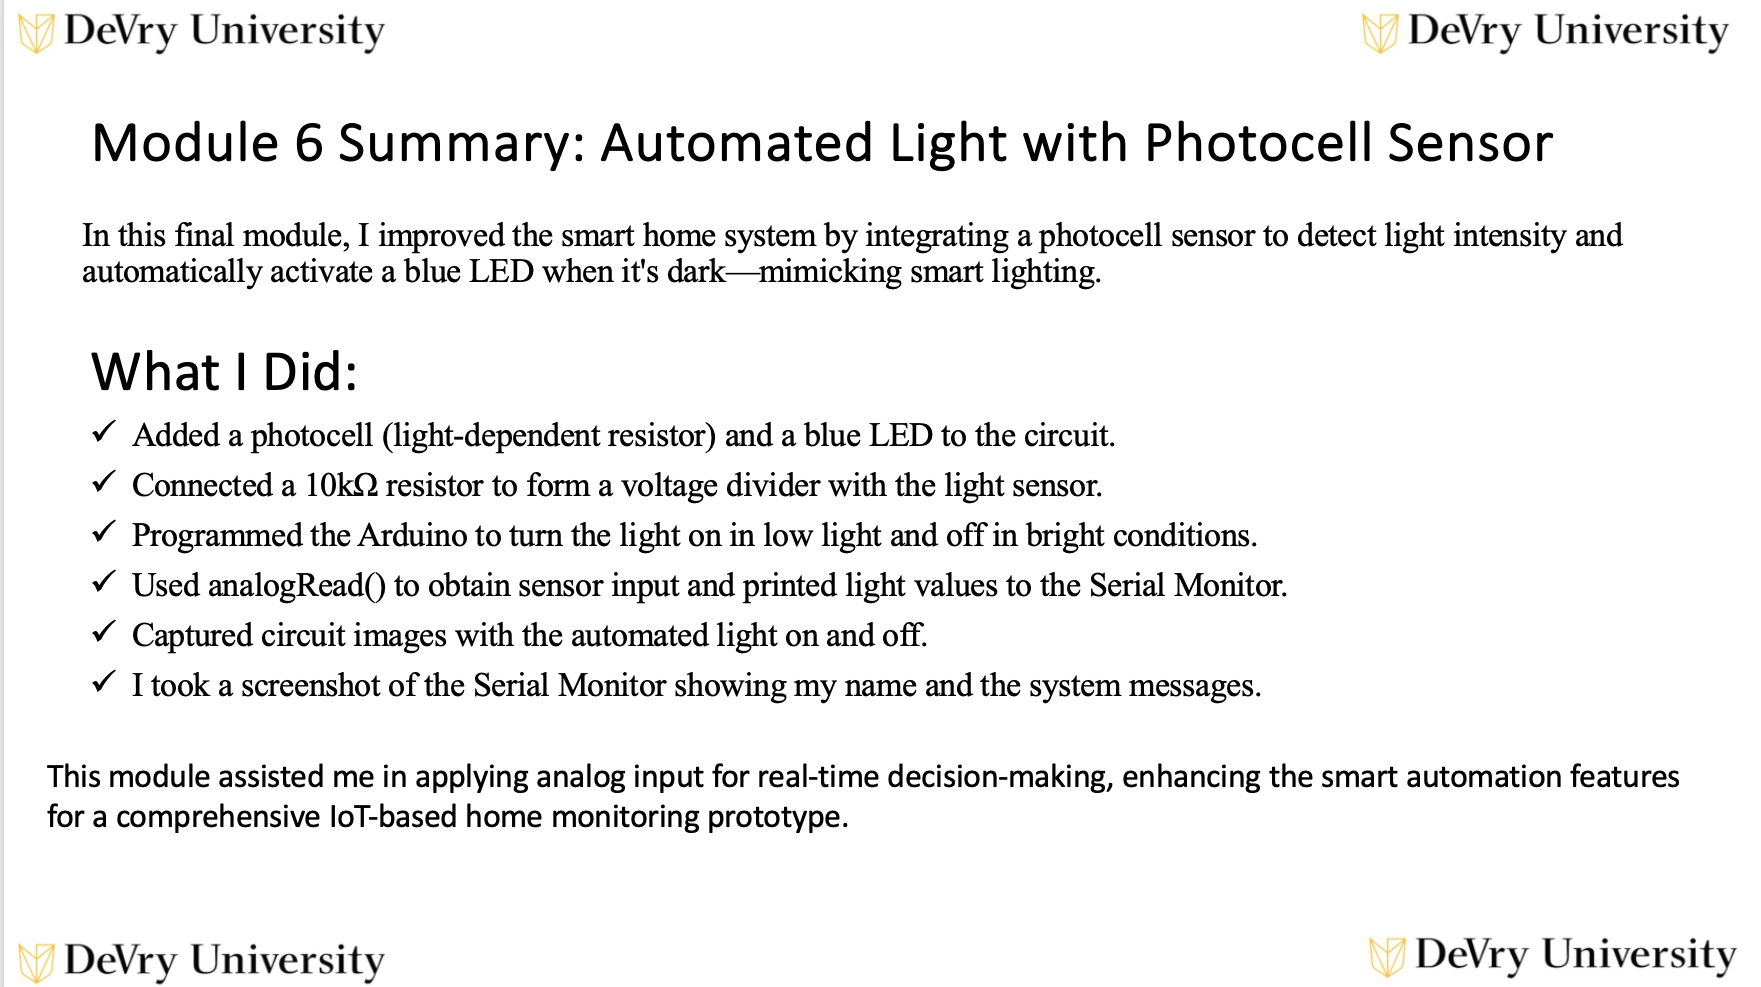 DeVry University
DeVry University
Module 6 Summary: Automated Light with Photocell Sensor
In this final module, I improved the smart home system by integrating a photocell sensor to detect light intensity and
automatically activate a blue LED when it's dark—mimicking smart lighting.
What I Did:
✓ Added a photocell (light-dependent resistor) and a blue LED to the circuit.
✓ Connected a 10kΩ resistor to form a voltage divider with the light sensor.
✓ Programmed the Arduino to turn the light on in low light and off in bright conditions.
✓ Used analogRead() to obtain sensor input and printed light values to the Serial Monitor.
✓ Captured circuit images with the automated light on and off.
✓ I took a screenshot of the Serial Monitor showing my name and the system messages.
This module assisted me in applying analog input for real-time decision-making, enhancing the smart automation features
for a comprehensive IoT-based home monitoring prototype.
DeVry University
DeVry University